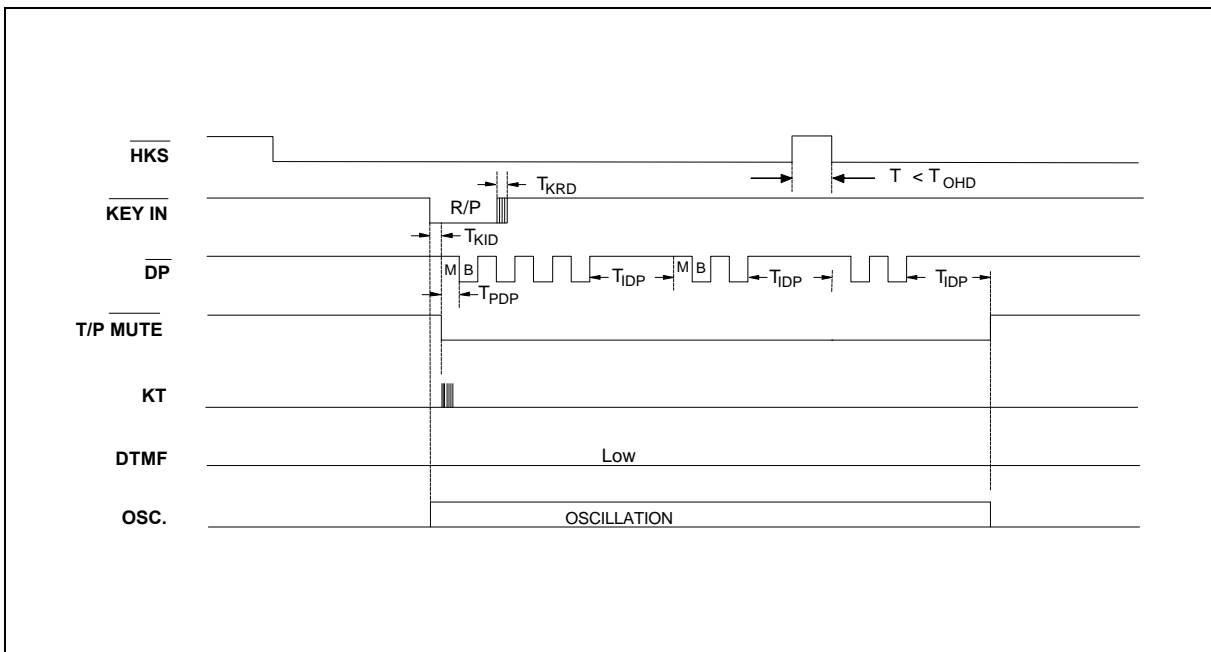 HKS
T < TOHD
TKRD
KEY IN
R/P
TKID
DP
M B
TIDP
M B
TIDP
TIDP
TPDP
T/P MUTE
KT
DTMF
Low
OSC.
OSCILLATION